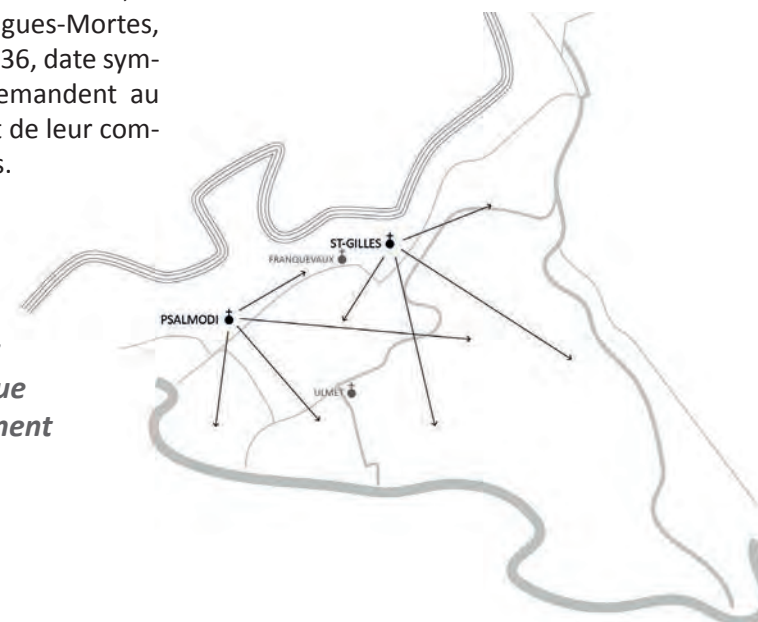 gues-Mortes,
36, date sym-
emandent au
t de leur com-
s.
ue
ment
ST-GILLES
FRANQUEVAUX
PSALMODI
ULMET